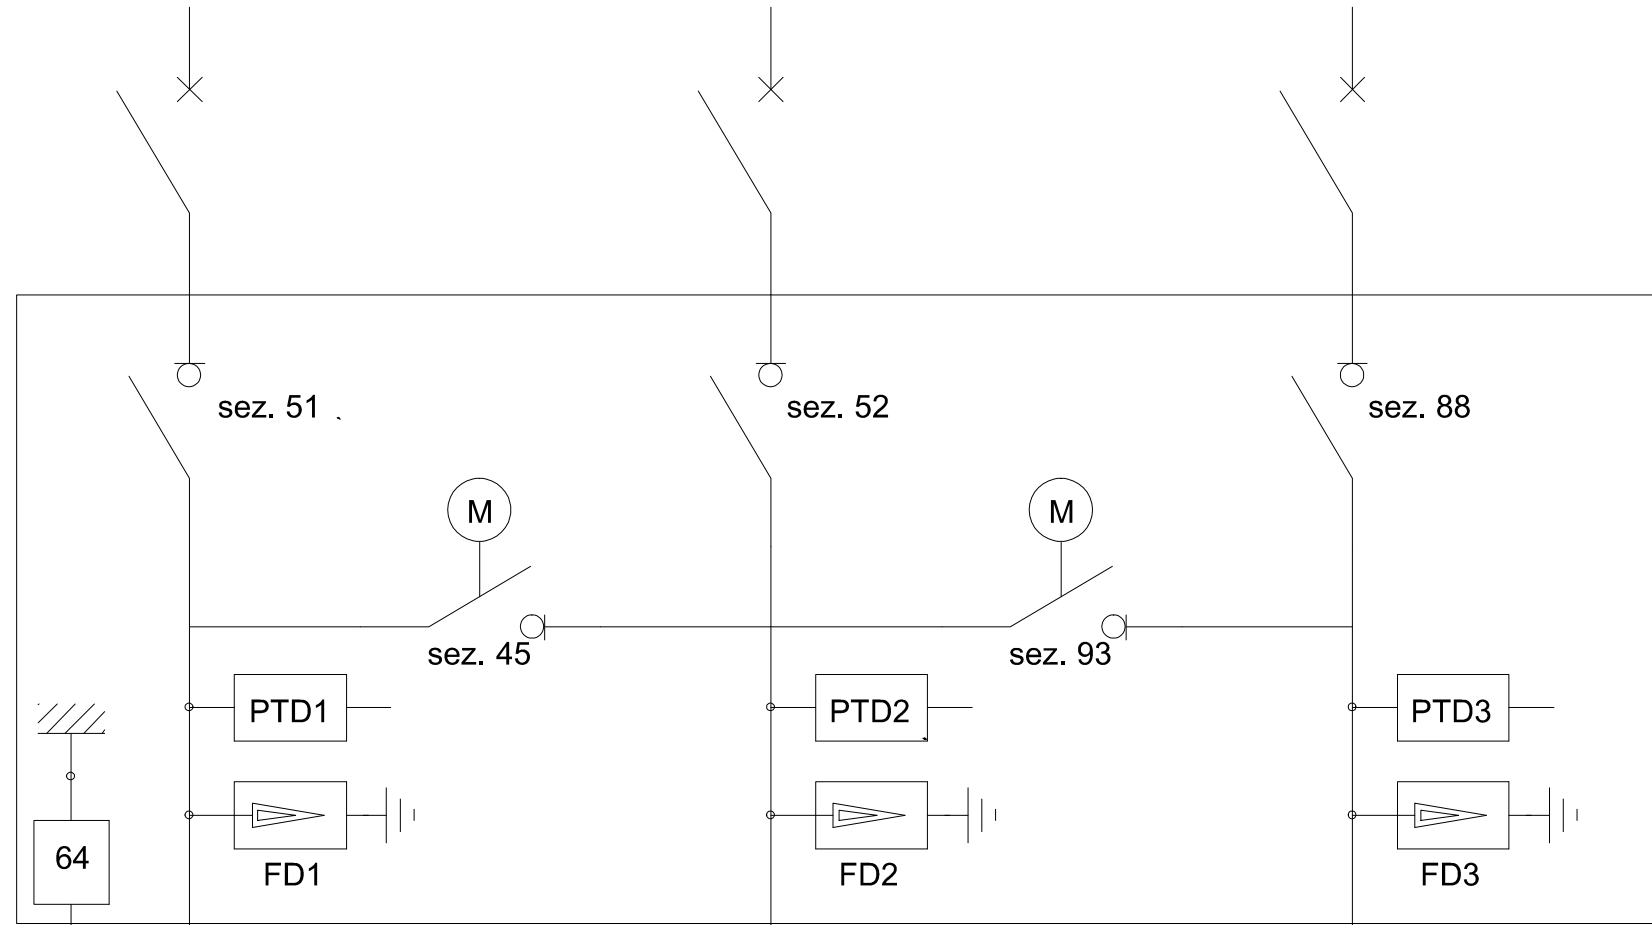 sez. 51
sez. 52
sez. 88
M
M
sez. 45
sez. 93
PTD1
PTD2
PTD3
64
FD1
FD2
FD3